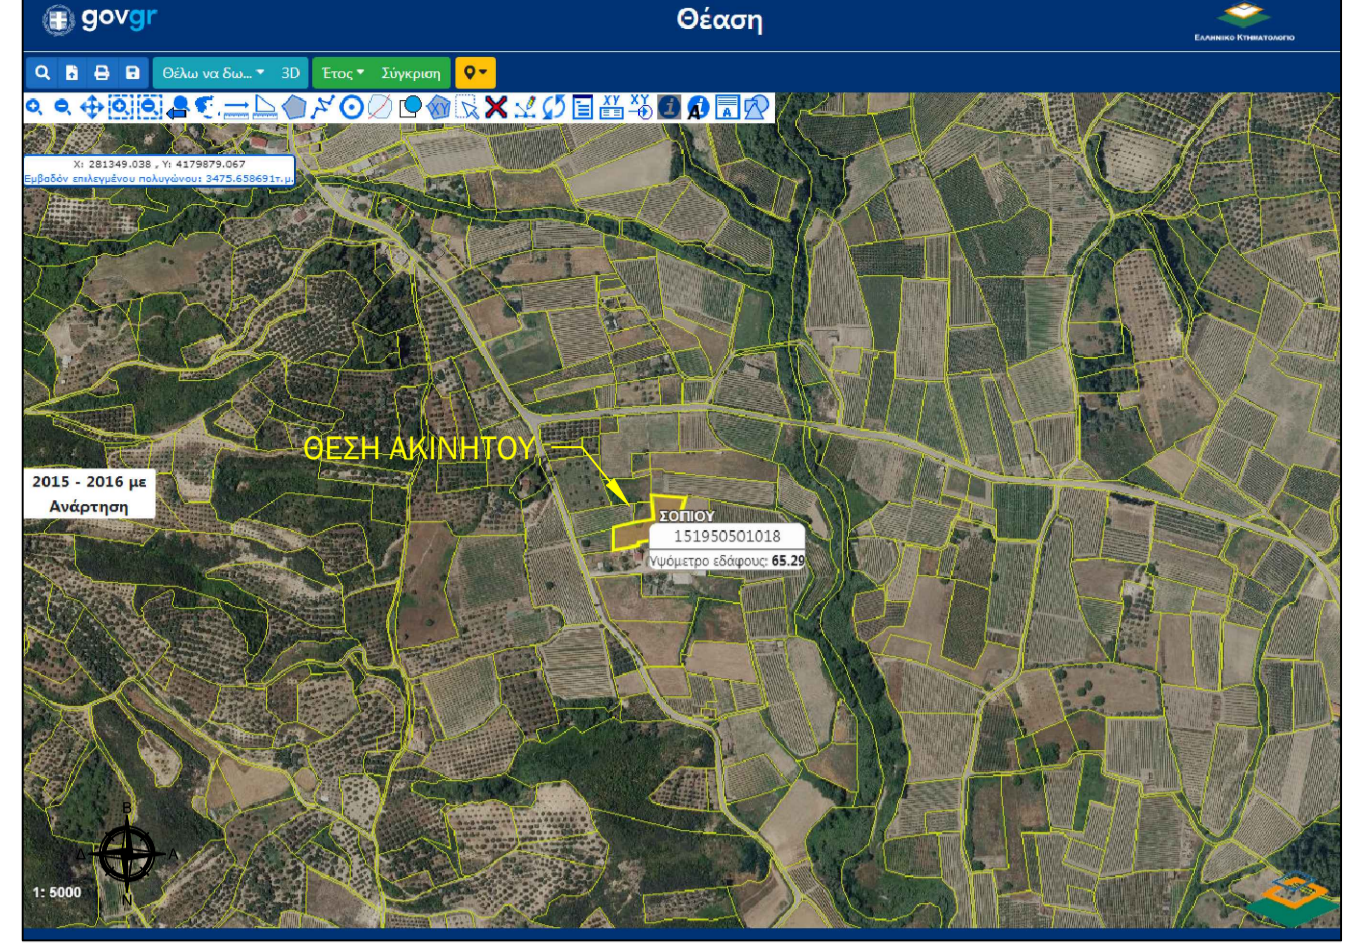 govgr
Θέαση
ΕΛΛΗΝΙΚΟ ΚΤΗΜΑΤΟΛΟΓΙΟ
Θέλω να δω... 3D Έτος Σύγκριση
X: 281349.038 , Y: 4179879.067
Εμβαδόν επιλεγμένου πολυγώνου: 3475.658691τ.μ.
ΘΕΣΗ ΑΚΙΝΗΤΟΥ
2015 - 2016 με
Ανάρτηση
ΣΟΠΙΟΥ
151950501018
Υψόμετρο εδάφους: 65.29
Β
Δ Α
Ν
1: 5000